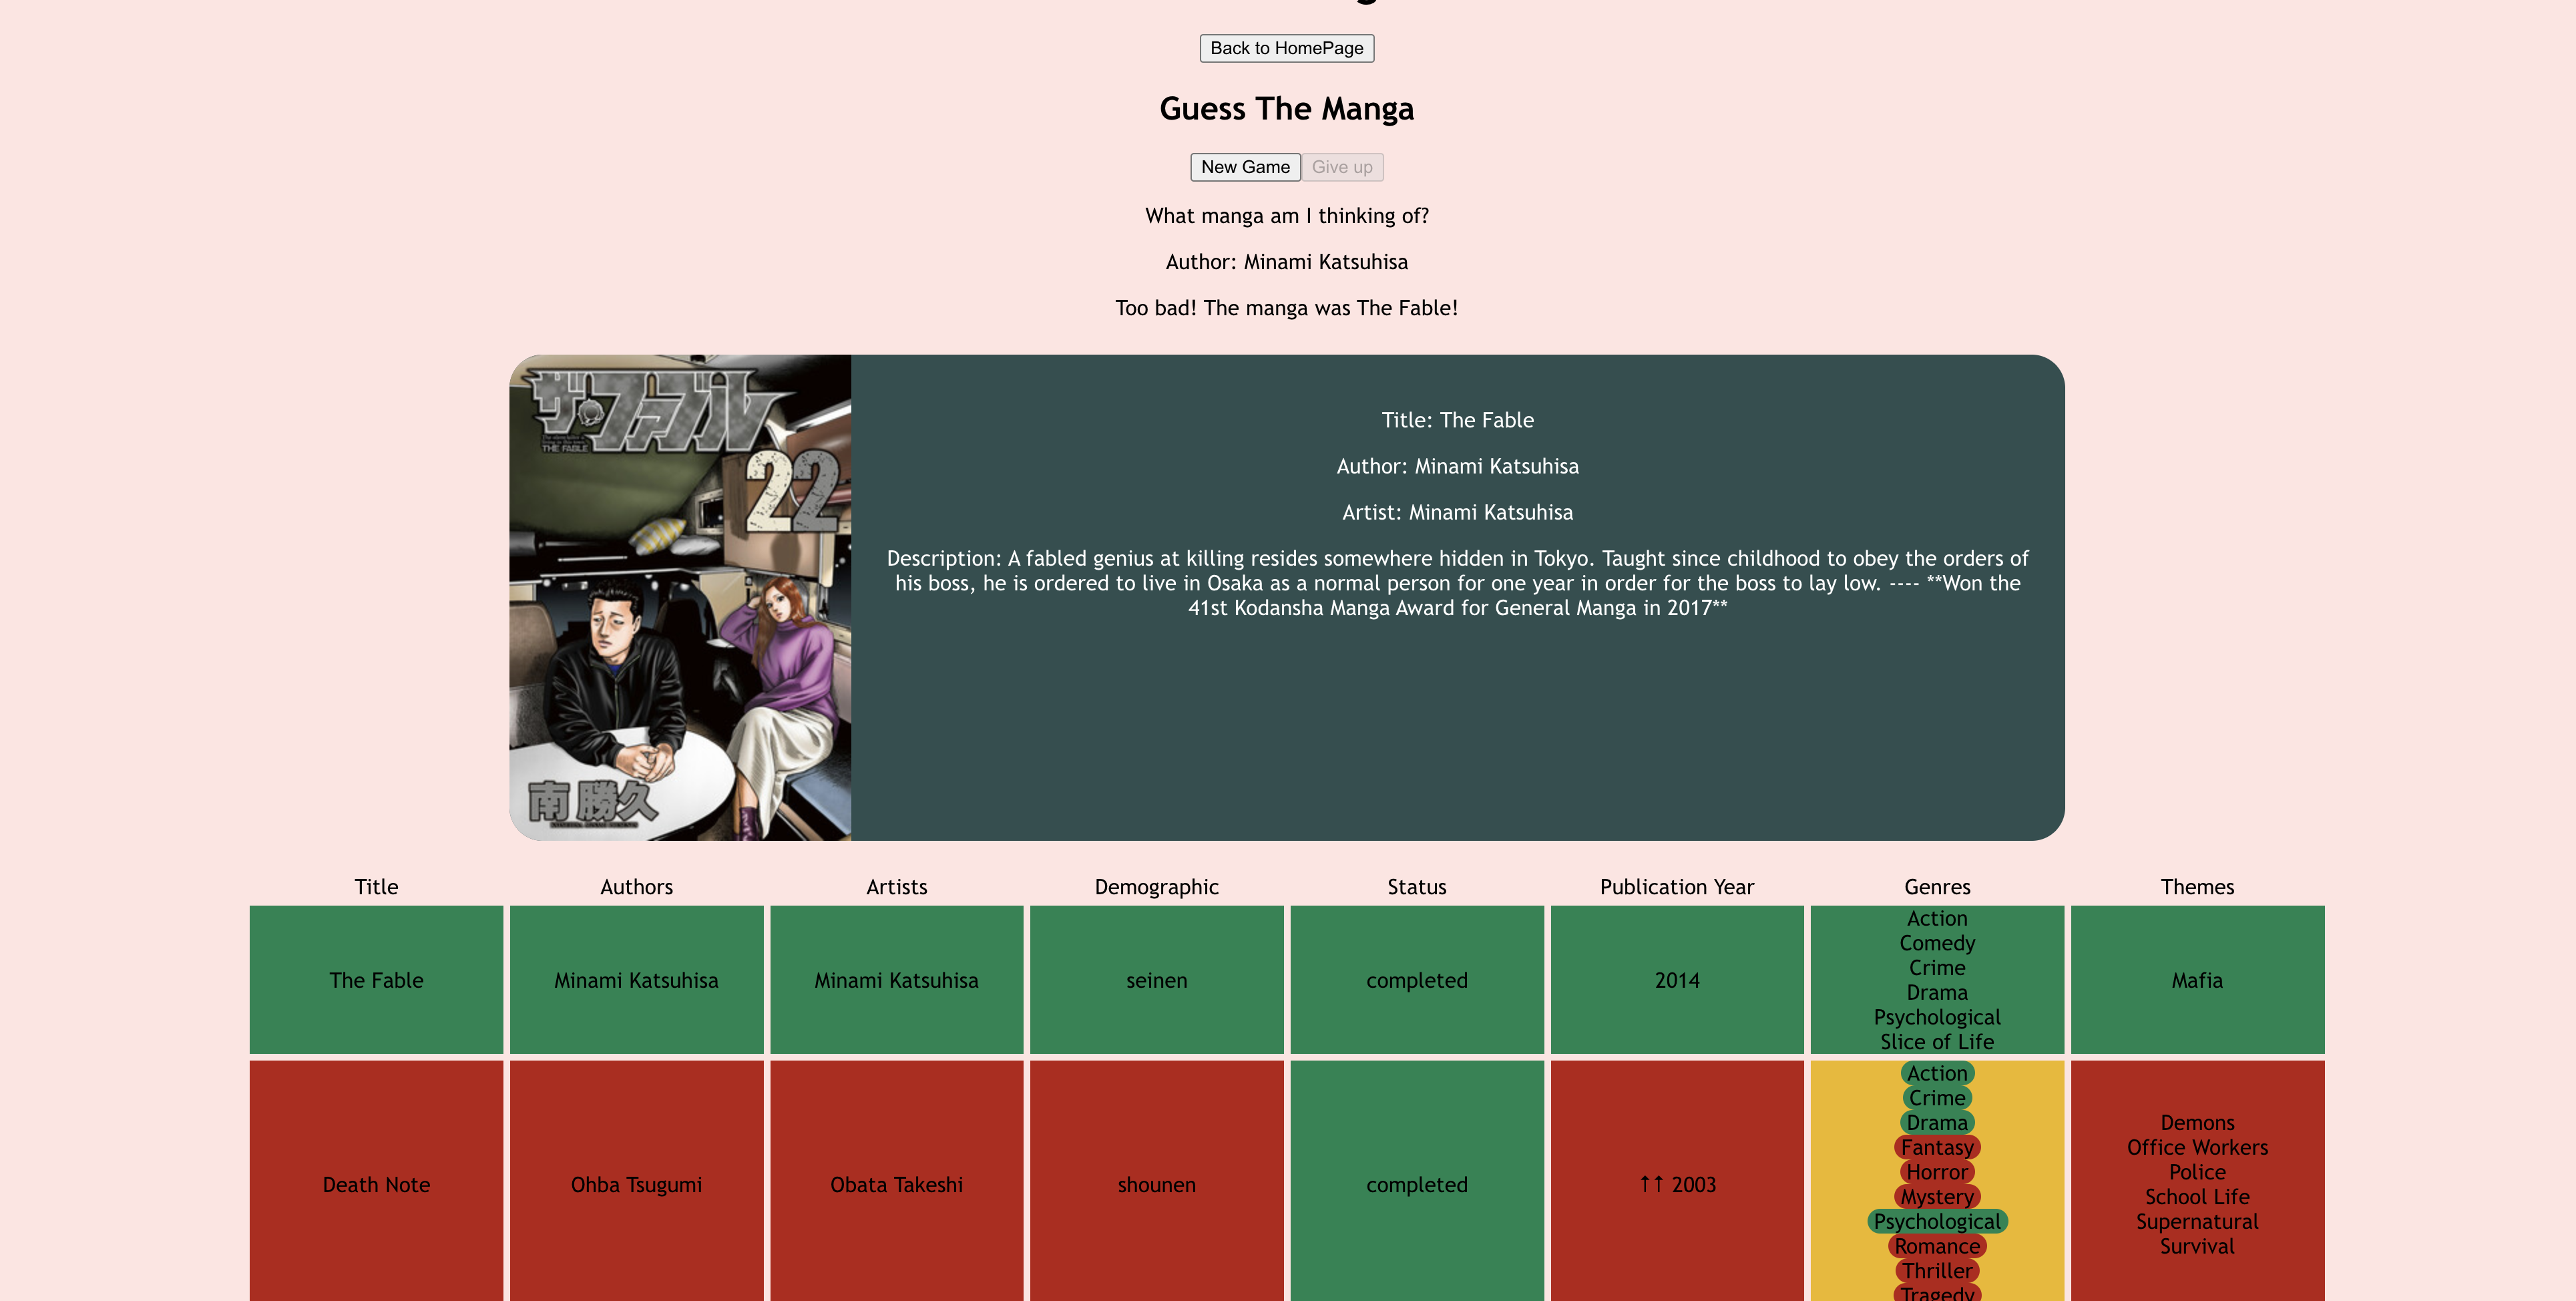 Back to HomePage
Guess The Manga
New Game Give up
What manga am I thinking of?
Author: Minami Katsuhisa
Too bad! The manga was The Fable!
ザ・ファブル
THE FABLE
22
南勝久
Title: The Fable
Author: Minami Katsuhisa
Artist: Minami Katsuhisa
Description: A fabled genius at killing resides somewhere hidden in Tokyo. Taught since childhood to obey the orders of
his boss, he is ordered to live in Osaka as a normal person for one year in order for the boss to lay low. ---- **Won the
41st Kodansha Manga Award for General Manga in 2017**
Title Authors Artists Demographic Status Publication Year Genres Themes
The Fable
Minami Katsuhisa
Minami Katsuhisa
seinen
completed
2014
Action
Comedy
Crime
Drama
Psychological
Slice of Life
Mafia
Death Note
Ohba Tsugumi
Obata Takeshi
shounen
completed
↑↑ 2003
Action
Crime
Drama
Fantasy
Horror
Mystery
Psychological
Romance
Thriller
Tragedy
Demons
Office Workers
Police
School Life
Supernatural
Survival